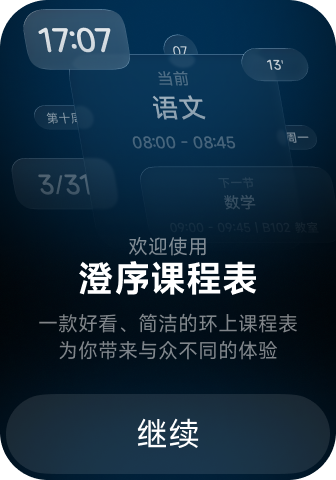 17:07
07
13'
当前
语文
第十周
08:00 - 08:45
周一
3/31
下一节
数学
09:00 - 09:45 | B102 教室
欢迎使用
澄序课程表
一款好看、简洁的环上课程表
为你带来与众不同的体验
继续